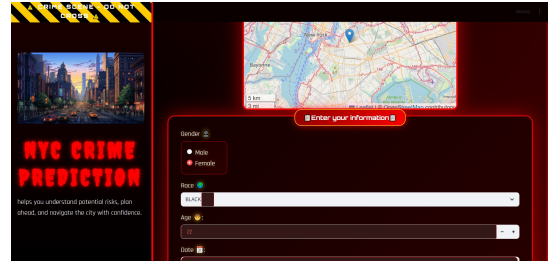 ⚠ CRIME SCENE - DO NOT
CROSS ⚠
NYC CRIME
PREDICTION
helps you understand potential risks, plan
ahead, and navigate the city with confidence.
New York
Bayonne
5 km
3 mi
Leaflet | © OpenStreetMap contributors
Enter your information
Gender
Male
Female
Race
BLACK
Age :
22
- +
Date :